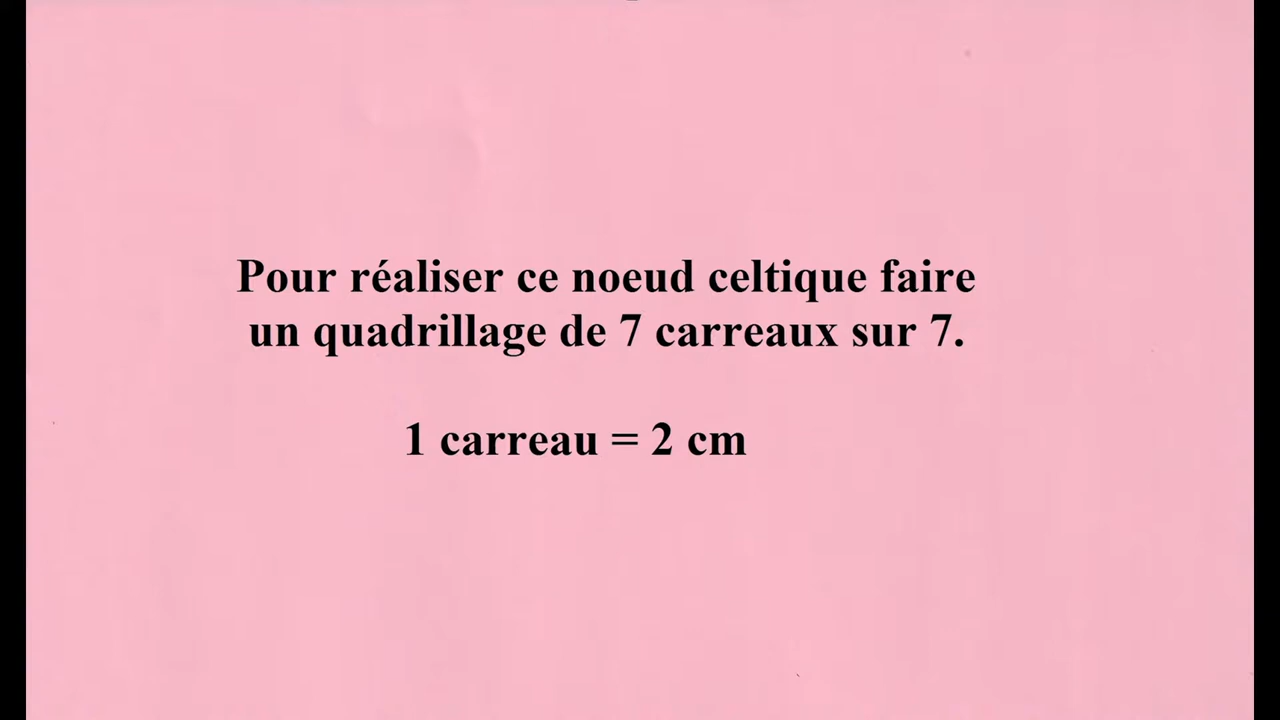 Pour réaliser ce noeud celtique faire
un quadrillage de 7 carreaux sur 7.
1 carreau = 2 cm